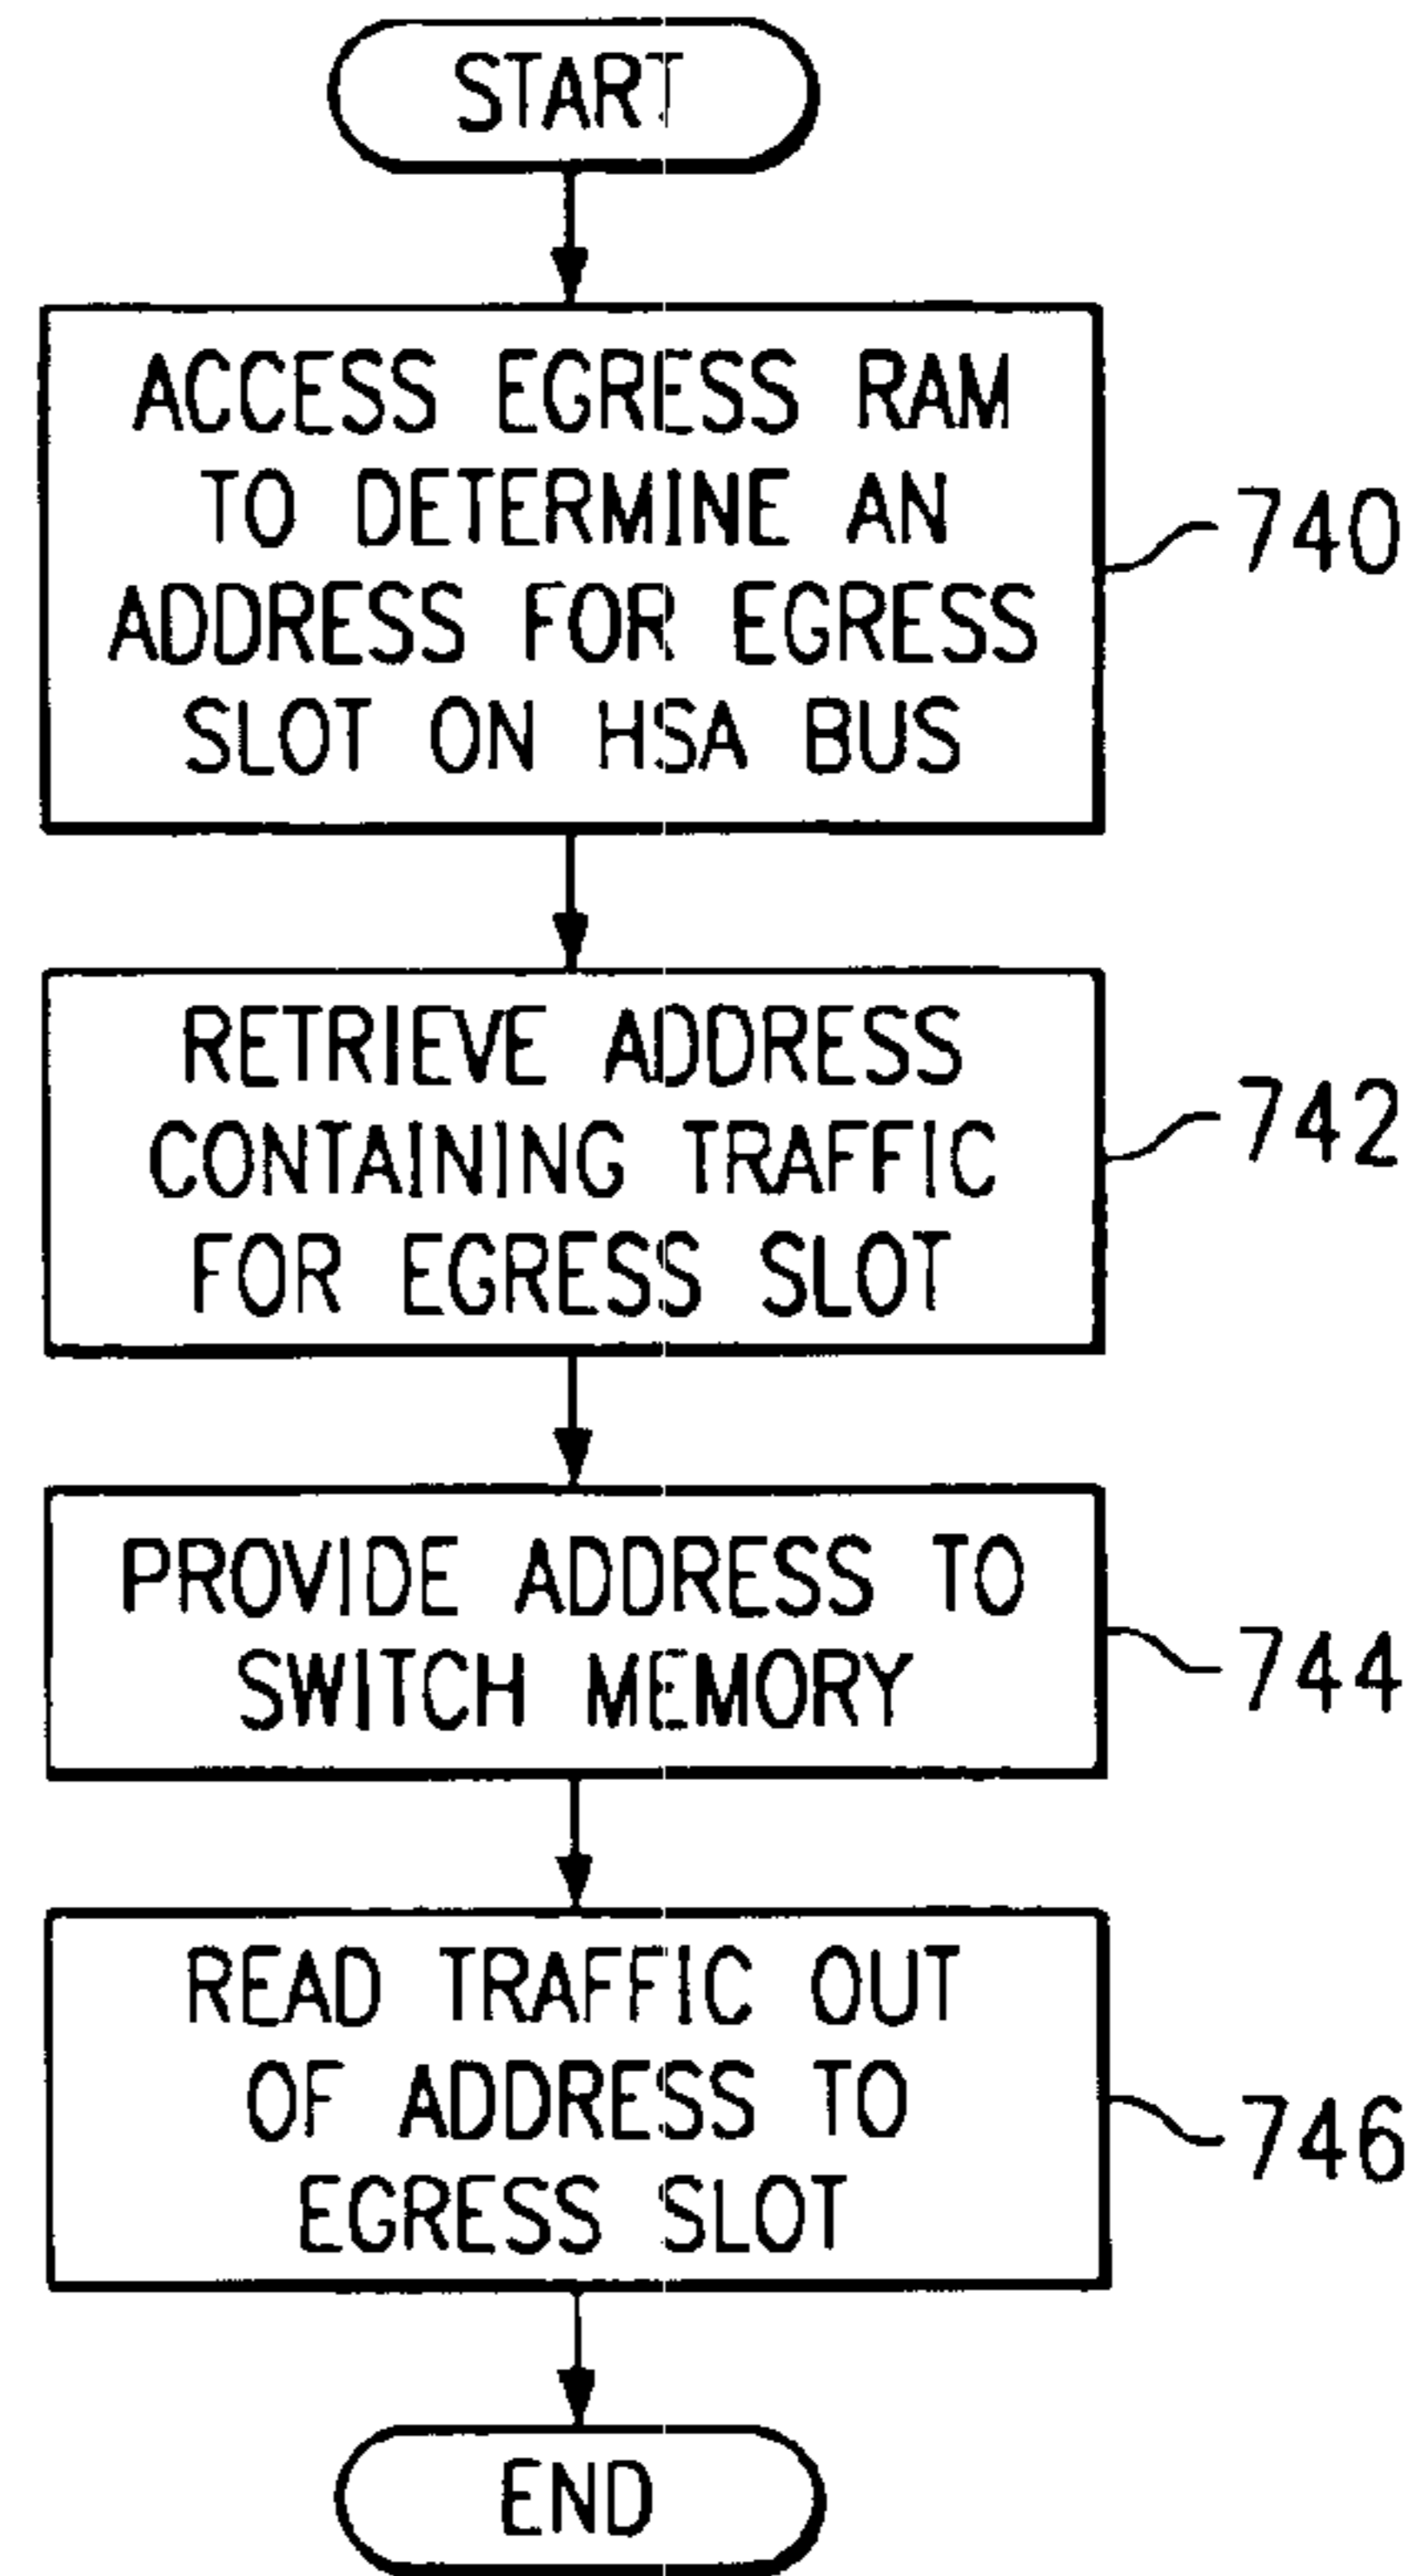 START
ACCESS EGRESS RAM
TO DETERMINE AN
ADDRESS FOR EGRESS
SLOT ON HSA BUS
740
RETRIEVE ADDRESS
CONTAINING TRAFFIC
FOR EGRESS SLOT
742
PROVIDE ADDRESS TO
SWITCH MEMORY
744
READ TRAFFIC OUT
OF ADDRESS TO
EGRESS SLOT
746
END